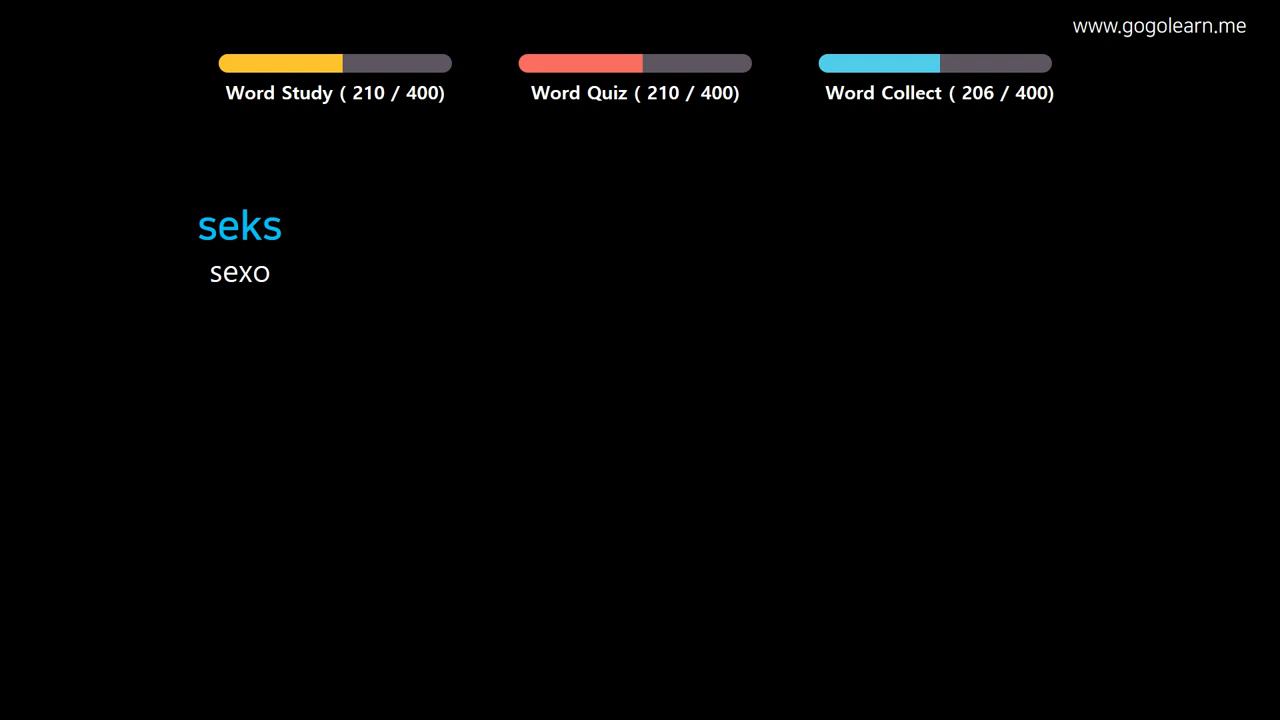 www.gogolearn.me
Word Study ( 210 / 400)
Word Quiz ( 210 / 400)
Word Collect ( 206 / 400)
seks
sexo